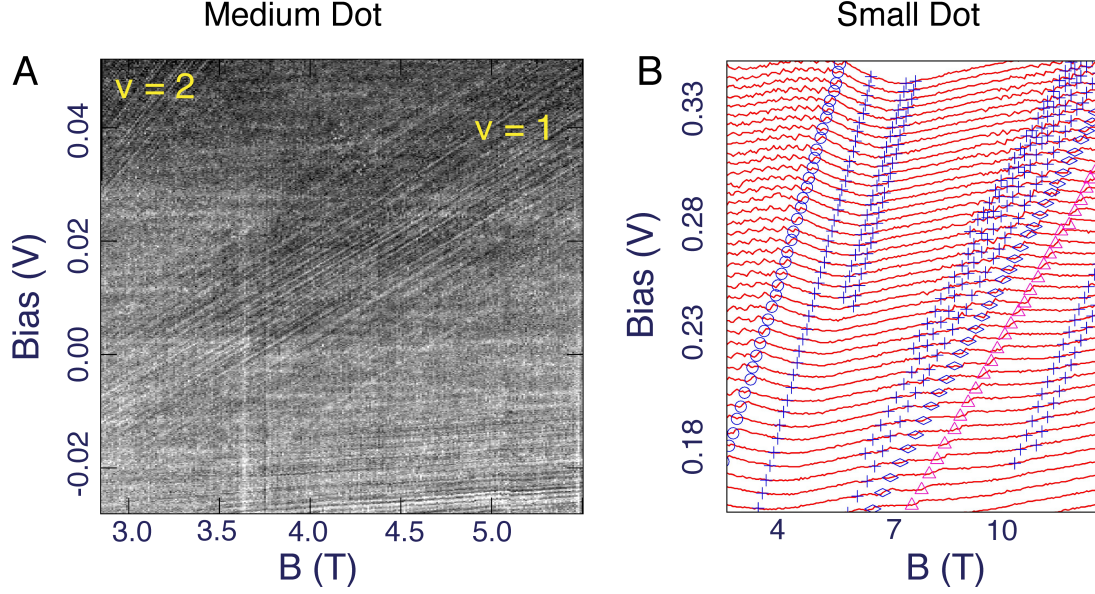 Medium Dot
Small Dot
A
B
v = 2
v = 1
Bias (V)
0.04
0.02
0.00
-0.02
3.0 3.5 4.0 4.5 5.0
B (T)
Bias (V)
0.33
0.28
0.23
0.18
4 7 10
B (T)